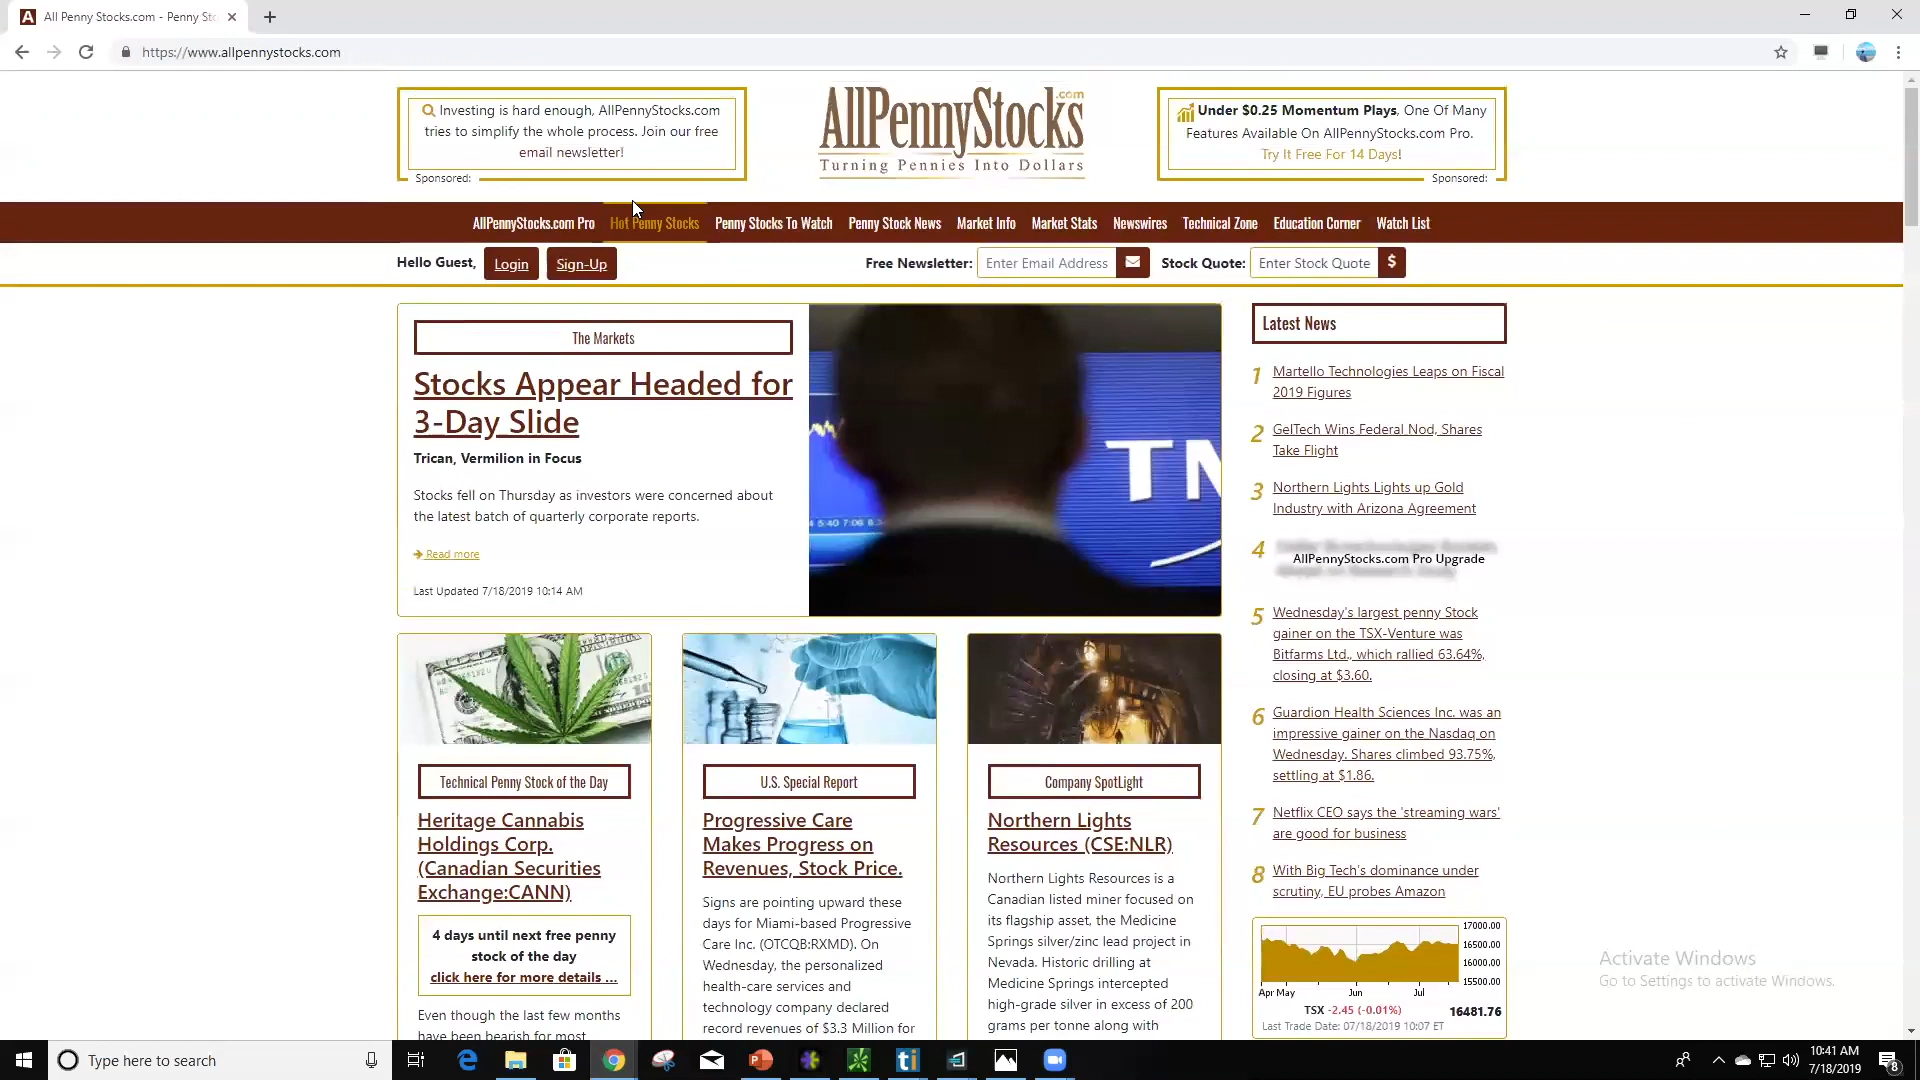 All Penny Stocks.com - Penny Sto
https://www.allpennystocks.com
Investing is hard enough, AllPennyStocks.com
tries to simplify the whole process. Join our free
email newsletter!
Sponsored:
AllPennyStocks
.com
Turning Pennies Into Dollars
Under $0.25 Momentum Plays, One Of Many
Features Available On AllPennyStocks.com Pro.
Try It Free For 14 Days!
Sponsored:
AllPennyStocks.com Pro Hot Penny Stocks Penny Stocks To Watch Penny Stock News Market Info Market Stats Newswires Technical Zone Education Corner Watch List
Hello Guest, Login Sign-Up Free Newsletter: Enter Email Address Stock Quote: Enter Stock Quote $
The Markets
Stocks Appear Headed for
3-Day Slide
Trican, Vermilion in Focus
Stocks fell on Thursday as investors were concerned about
the latest batch of quarterly corporate reports.
Read more
Last Updated 7/18/2019 10:14 AM
4 5:40 7:06 8.3
TM
Latest News
1 Martello Technologies Leaps on Fiscal
2019 Figures
2 GelTech Wins Federal Nod, Shares
Take Flight
3 Northern Lights Lights up Gold
Industry with Arizona Agreement
4 AllPennyStocks.com Pro Upgrade
5 Wednesday's largest penny Stock
gainer on the TSX-Venture was
Bitfarms Ltd., which rallied 63.64%,
closing at $3.60.
6 Guardion Health Sciences Inc. was an
impressive gainer on the Nasdaq on
Wednesday. Shares climbed 93.75%,
settling at $1.86.
7 Netflix CEO says the 'streaming wars'
are good for business
8 With Big Tech's dominance under
scrutiny, EU probes Amazon
17000.00
16500.00
16000.00
15500.00
Apr May Jun Jul
TSX -2.45 (-0.01%) 16481.76
Last Trade Date: 07/18/2019 10:07 ET
Technical Penny Stock of the Day
Heritage Cannabis
Holdings Corp.
(Canadian Securities
Exchange:CANN)
4 days until next free penny
stock of the day
click here for more details ...
Even though the last few months
have been bearish for most
U.S. Special Report
Progressive Care
Makes Progress on
Revenues, Stock Price.
Signs are pointing upward these
days for Miami-based Progressive
Care Inc. (OTCQB:RXMD). On
Wednesday, the personalized
health-care services and
technology company declared
record revenues of $3.3 Million for
Company SpotLight
Northern Lights
Resources (CSE:NLR)
Northern Lights Resources is a
Canadian listed miner focused on
its flagship asset, the Medicine
Springs silver/zinc lead project in
Nevada. Historic drilling at
Medicine Springs intercepted
high-grade silver in excess of 200
grams per tonne along with
Activate Windows
Go to Settings to activate Windows.
Type here to search
10:41 AM
7/18/2019
8